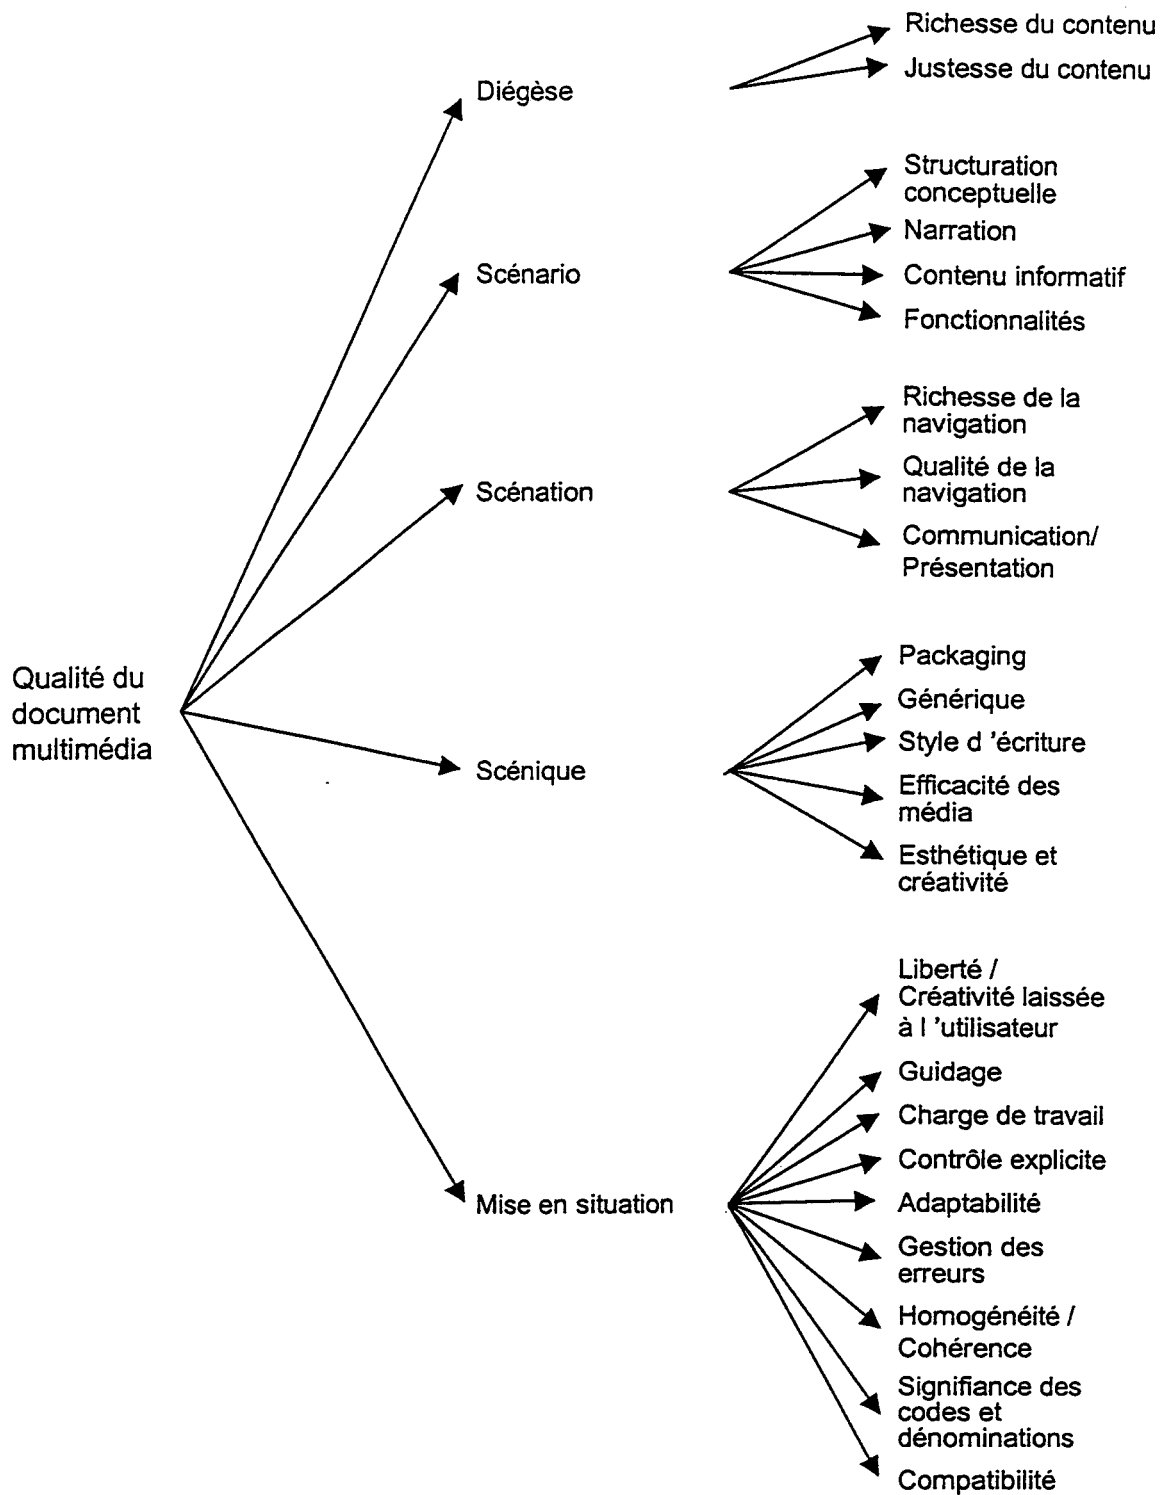 Qualité du
document
multimédia
Diégèse
Richesse du contenu
Justesse du contenu
Scénario
Structuration
conceptuelle
Narration
Contenu informatif
Fonctionnalités
Scénation
Richesse de la
navigation
Qualité de la
navigation
Communication/
Présentation
Scénique
Packaging
Générique
Style d 'écriture
Efficacité des
média
Esthétique et
créativité
Mise en situation
Liberté /
Créativité laissée
à l 'utilisateur
Guidage
Charge de travail
Contrôle explicite
Adaptabilité
Gestion des
erreurs
Homogénéité /
Cohérence
Signifiance des
codes et
dénominations
Compatibilité